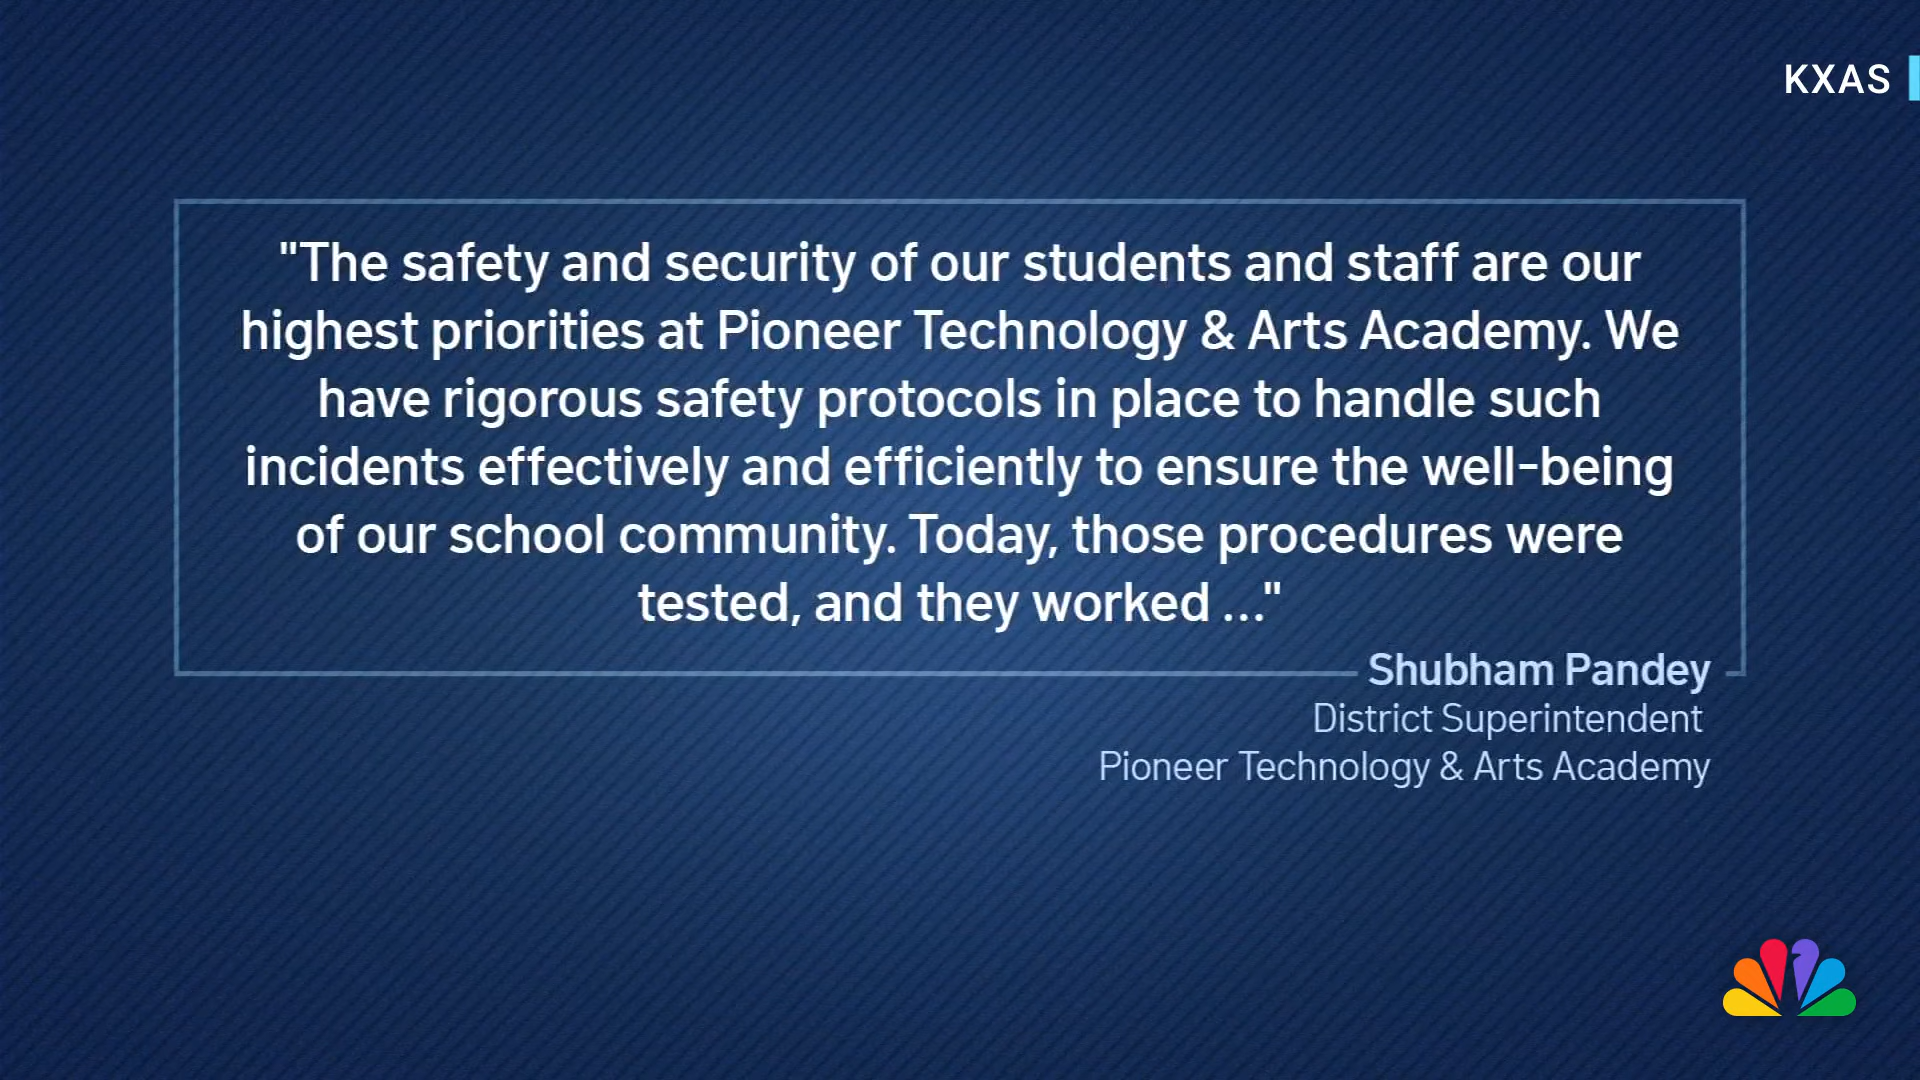 KXAS
"The safety and security of our students and staff are our
highest priorities at Pioneer Technology & Arts Academy. We
have rigorous safety protocols in place to handle such
incidents effectively and efficiently to ensure the well-being
of our school community. Today, those procedures were
tested, and they worked ..."
Shubham Pandey
District Superintendent
Pioneer Technology & Arts Academy